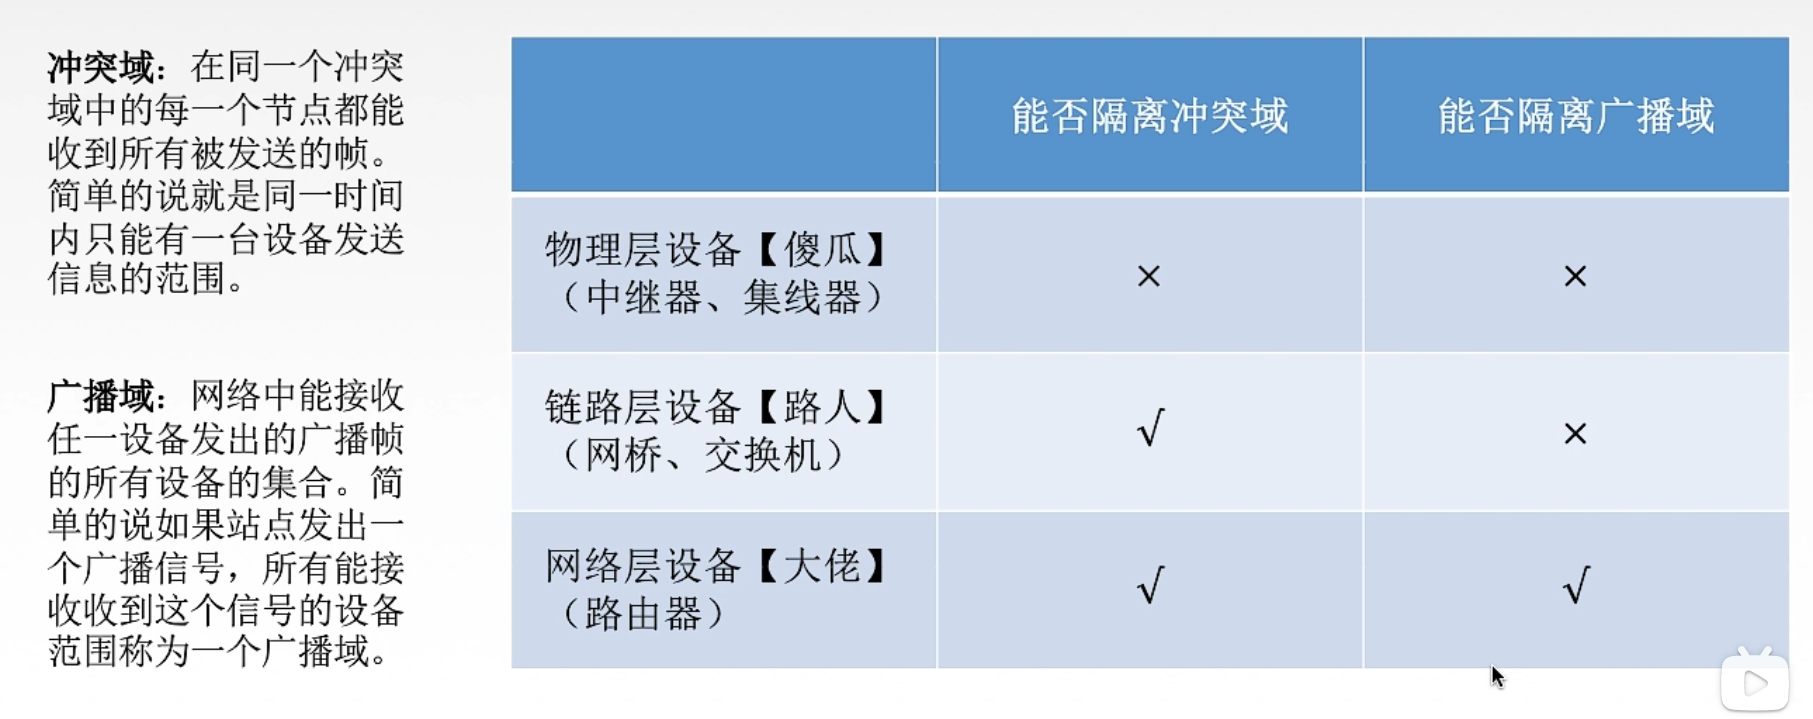 冲突域：在同一个冲突
域中的每一个节点都能
收到所有被发送的帧。
简单的说就是同一时间
内只能有一台设备发送
信息的范围。
广播域：网络中能接收
任一设备发出的广播帧
的所有设备的集合。简
单的说如果站点发出一
个广播信号，所有能接
收收到这个信号的设备
范围称为一个广播域。
能否隔离冲突域 能否隔离广播域
物理层设备【傻瓜】
（中继器、集线器） × ×
链路层设备【路人】
（网桥、交换机） √ ×
网络层设备【大佬】
（路由器） √ √